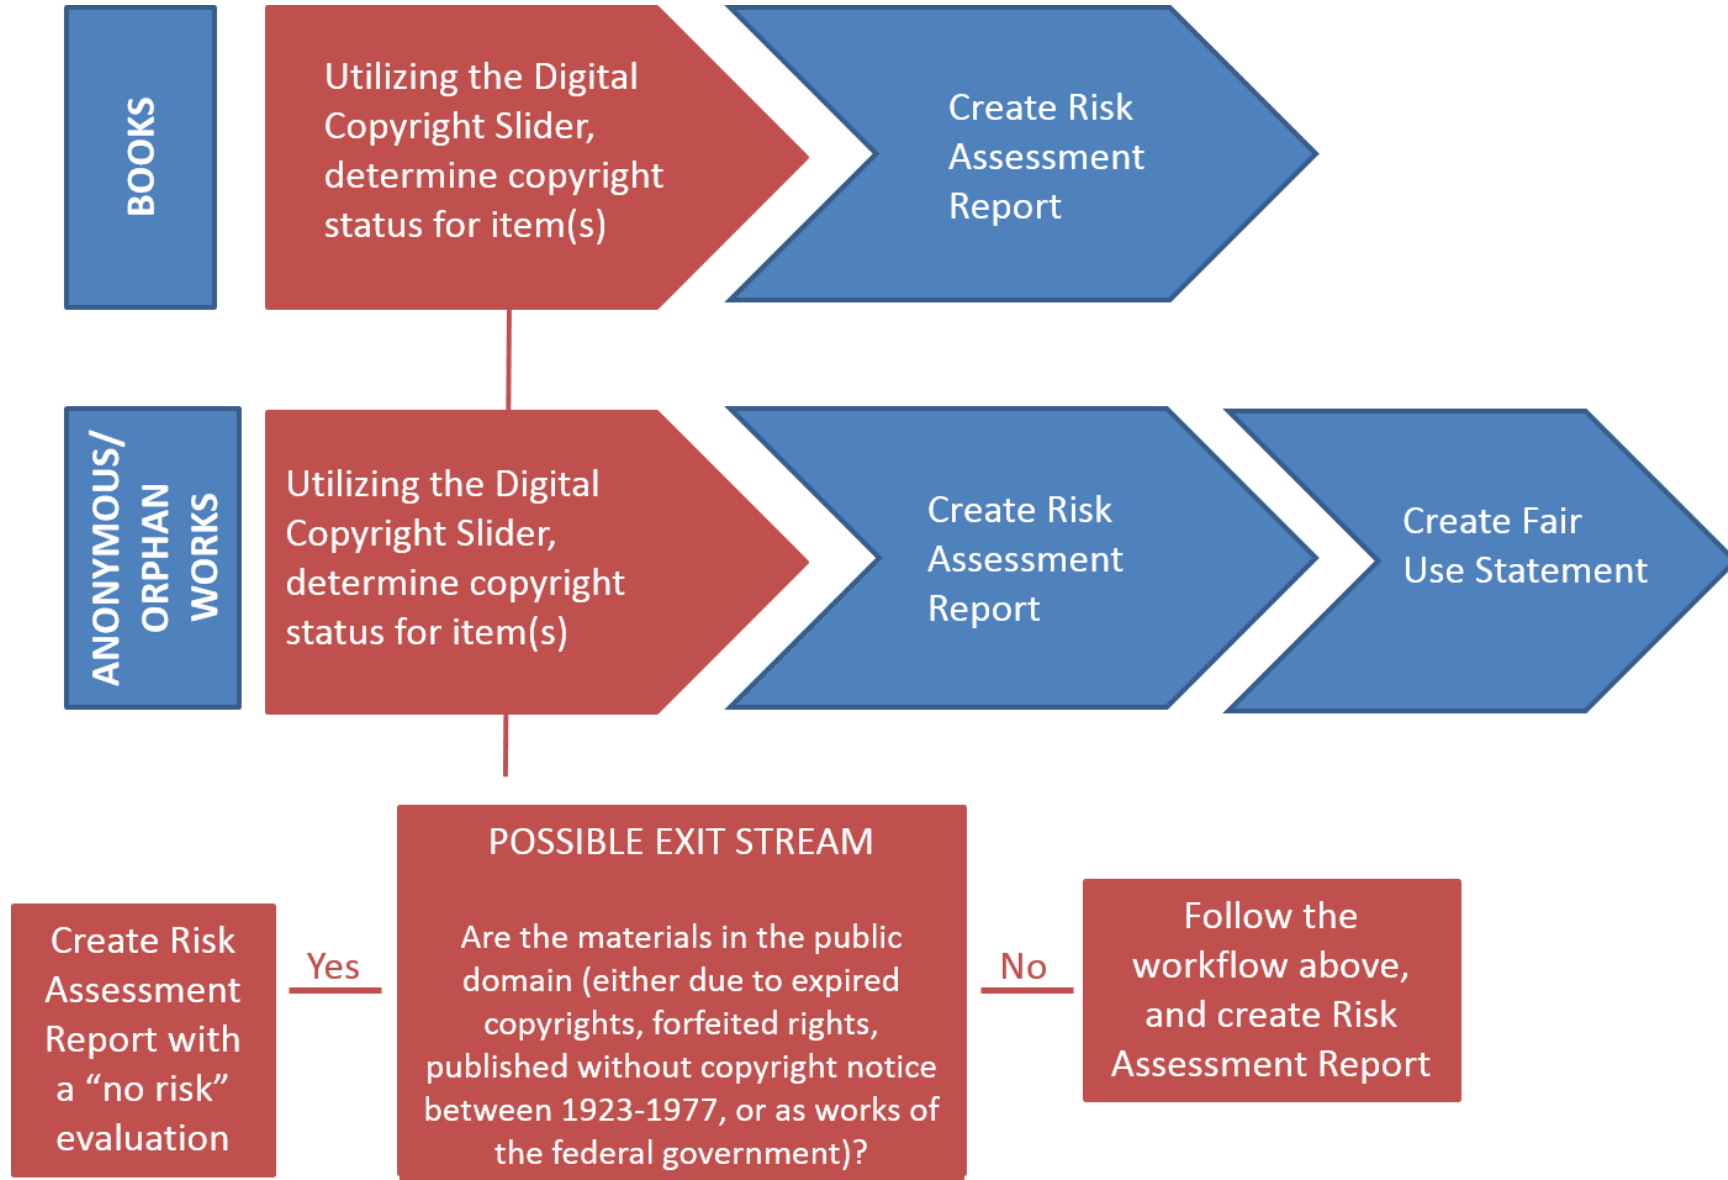 BOOKS
Utilizing the Digital
Copyright Slider,
determine copyright
status for item(s)
Create Risk
Assessment
Report
ANONYMOUS/
ORPHAN
WORKS
Utilizing the Digital
Copyright Slider,
determine copyright
status for item(s)
Create Risk
Assessment
Report
Create Fair
Use Statement
Create Risk
Assessment
Report with
a “no risk”
evaluation
Yes
POSSIBLE EXIT STREAM
Are the materials in the public
domain (either due to expired
copyrights, forfeited rights,
published without copyright notice
between 1923-1977, or as works of
the federal government)?
No
Follow the
workflow above,
and create Risk
Assessment Report